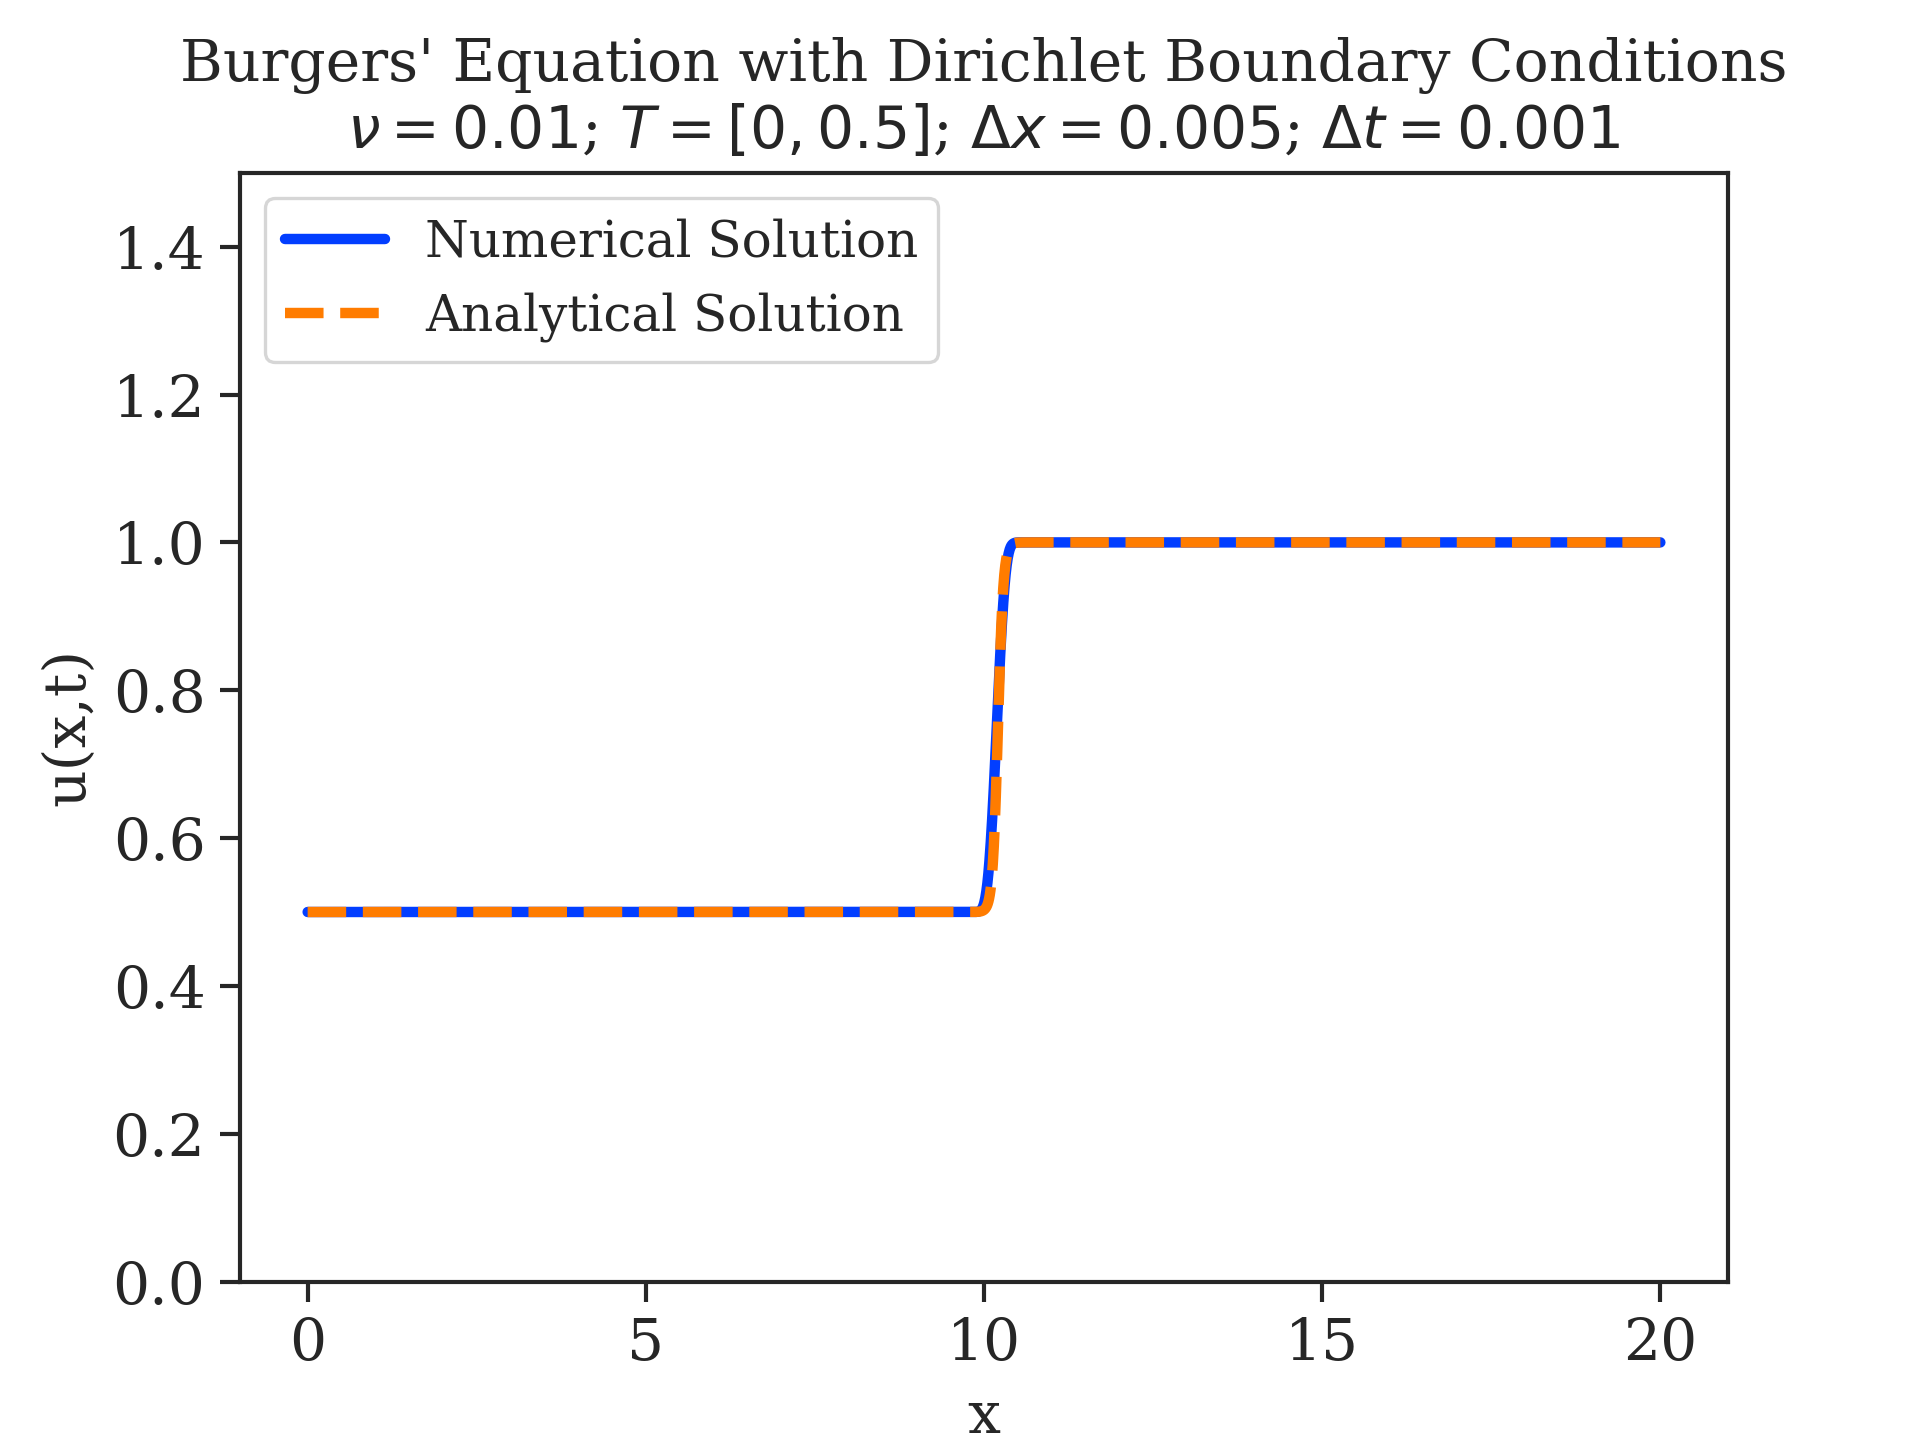 Burgers' Equation with Dirichlet Boundary Conditions
ν = 0.01; T = [0, 0.5]; Δx = 0.005; Δt = 0.001
Numerical Solution
Analytical Solution
1.4
1.2
1.0
0.8
0.6
0.4
0.2
0.0
u(x,t)
0 5 10 15 20
x